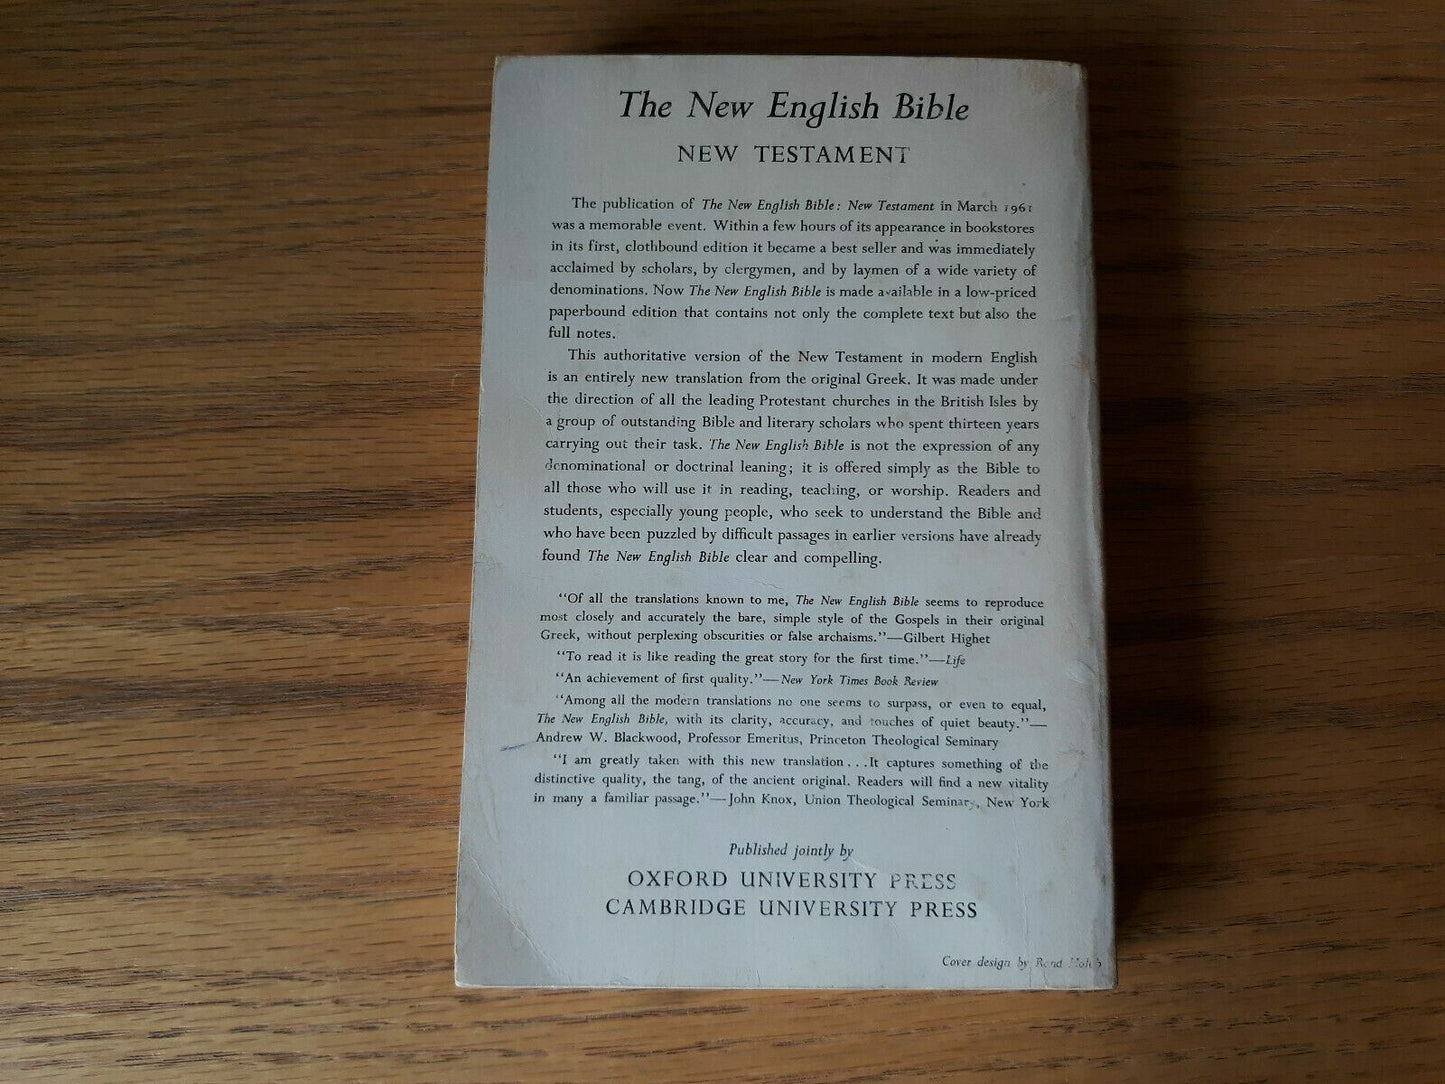 The New English Bible
NEW TESTAMENT
The publication of The New English Bible: New Testament in March 1961
was a memorable event. Within a few hours of its appearance in bookstores
in its first, clothbound edition it became a best seller and was immediately
acclaimed by scholars, by clergymen, and by laymen of a wide variety of
denominations. Now The New English Bible is made available in a low-priced
paperbound edition that contains not only the complete text but also the
full notes.
This authoritative version of the New Testament in modern English
is an entirely new translation from the original Greek. It was made under
the direction of all the leading Protestant churches in the British Isles by
a group of outstanding Bible and literary scholars who spent thirteen years
carrying out their task. The New English Bible is not the expression of any
denominational or doctrinal leaning; it is offered simply as the Bible to
all those who will use it in reading, teaching, or worship. Readers and
students, especially young people, who seek to understand the Bible and
who have been puzzled by difficult passages in earlier versions have already
found The New English Bible clear and compelling.
"Of all the translations known to me, The New English Bible seems to reproduce
most closely and accurately the bare, simple style of the Gospels in their original
Greek, without perplexing obscurities or false archaisms."—Gilbert Highet
"To read it is like reading the great story for the first time."—Life
"An achievement of first quality."—New York Times Book Review
"Among all the modern translations no one seems to surpass, or even to equal,
The New English Bible, with its clarity, accuracy, and touches of quiet beauty."—
Andrew W. Blackwood, Professor Emeritus, Princeton Theological Seminary
"I am greatly taken with this new translation . . . It captures something of the
distinctive quality, the tang, of the ancient original. Readers will find a new vitality
in many a familiar passage."—John Knox, Union Theological Seminary, New York
Published jointly by
OXFORD UNIVERSITY PRESS
CAMBRIDGE UNIVERSITY PRESS
Cover design by